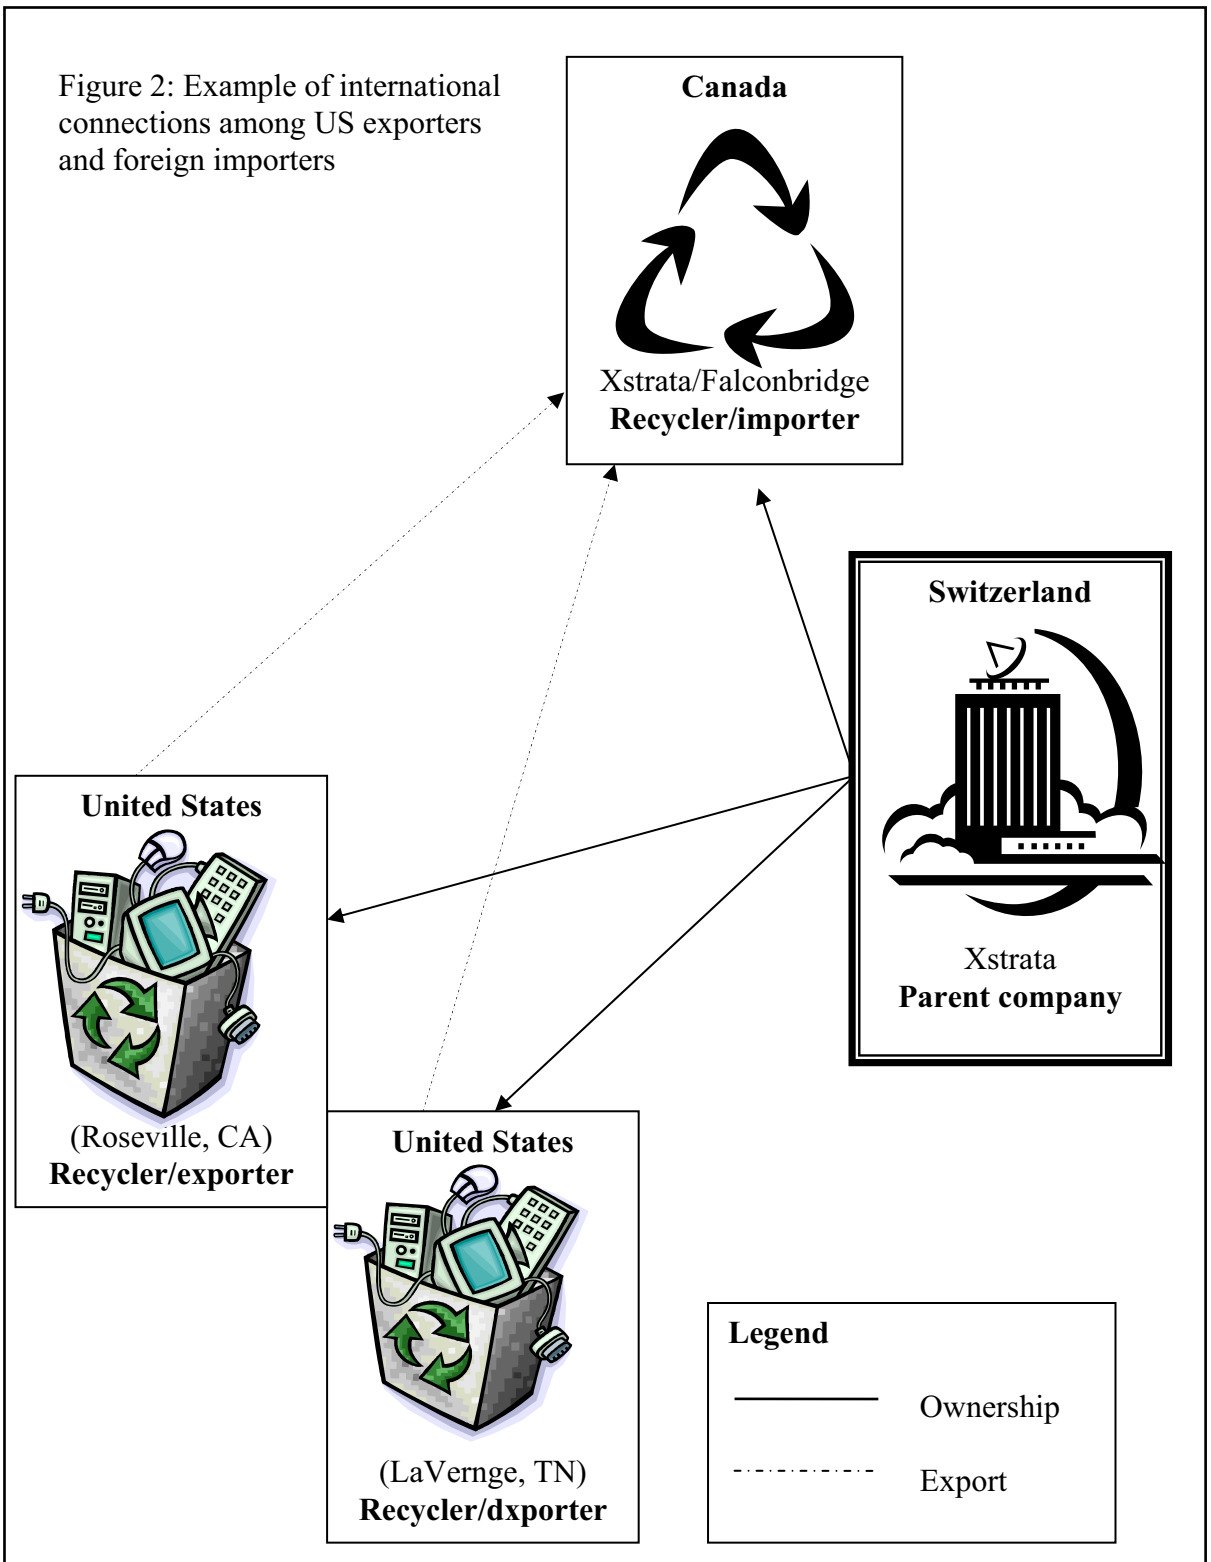 Figure 2: Example of international
connections among US exporters
and foreign importers
Canada
Xstrata/Falconbridge
Recycler/importer
Switzerland
Xstrata
Parent company
United States
(Roseville, CA)
Recycler/exporter
United States
(LaVernge, TN)
Recycler/dxporter
Legend
Ownership
Export